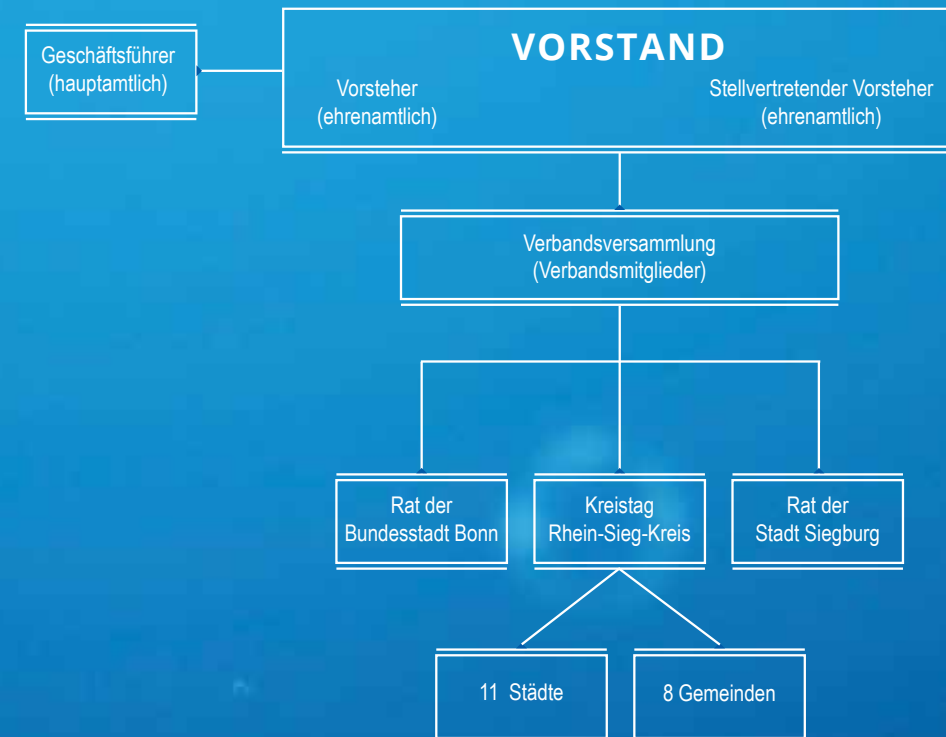 Geschäftsführer
(hauptamtlich)
VORSTAND
Vorsteher
(ehrenamtlich)
Stellvertretender Vorsteher
(ehrenamtlich)
Verbandsversammlung
(Verbandsmitglieder)
Rat der
Bundesstadt Bonn
Kreistag
Rhein-Sieg-Kreis
Rat der
Stadt Siegburg
11 Städte
8 Gemeinden